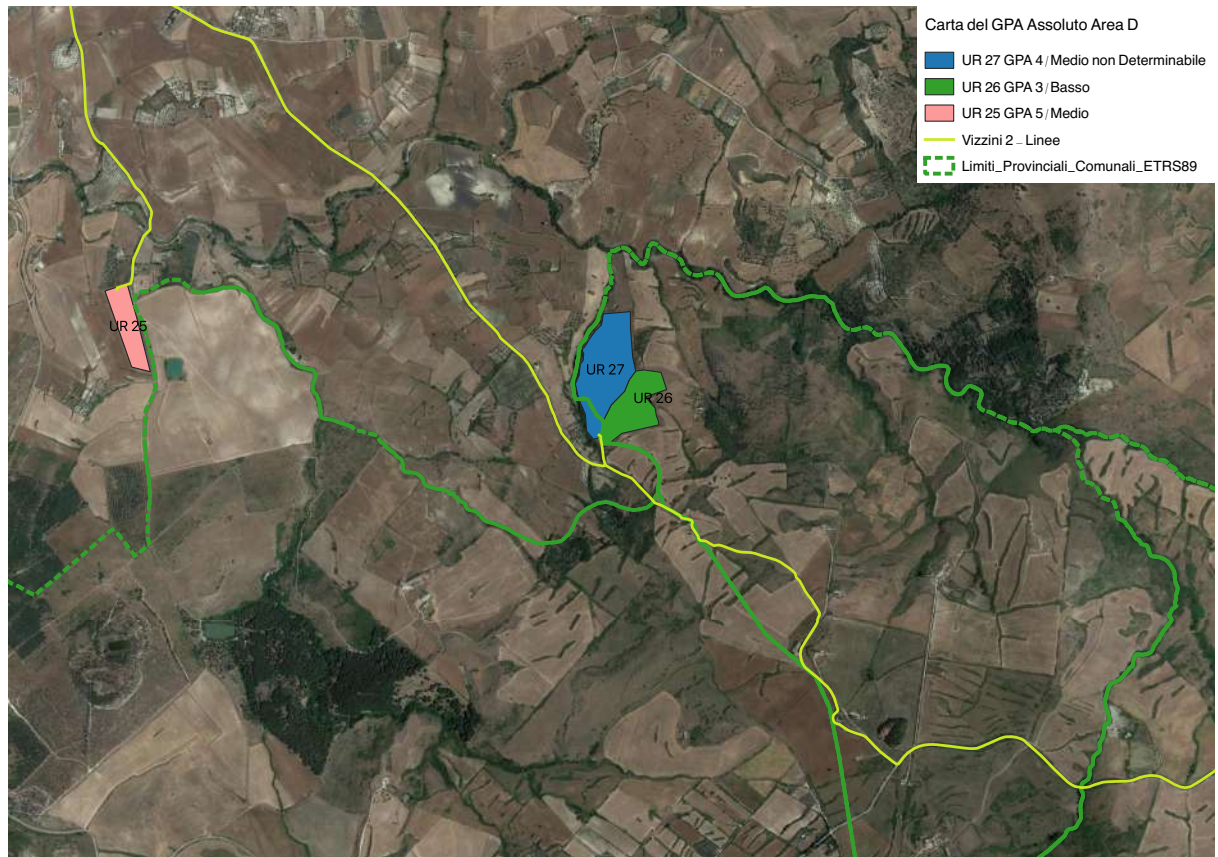 Carta del GPA Assoluto Area D
UR 27 GPA 4 / Medio non Determinabile
UR 26 GPA 3 / Basso
UR 25 GPA 5 / Medio
Vizzini 2 _ Linee
Limiti_Provinciali_Comunali_ETRS89
UR 25
UR 27
UR 26